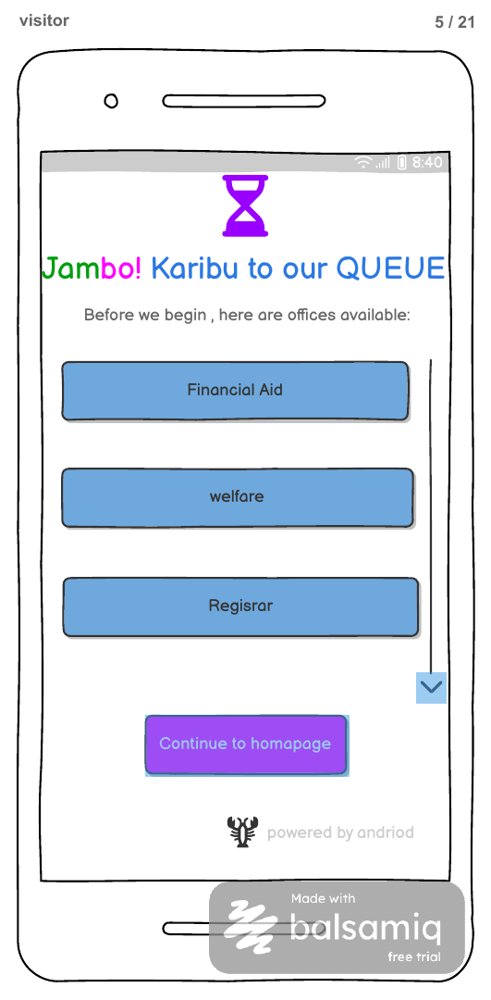 visitor
5 / 21
8:40
Jambo! Karibu to our QUEUE
Before we begin , here are offices available:
Financial Aid
welfare
Regisrar
Continue to homapage
powered by andriod
Made with
balsamiq
free trial